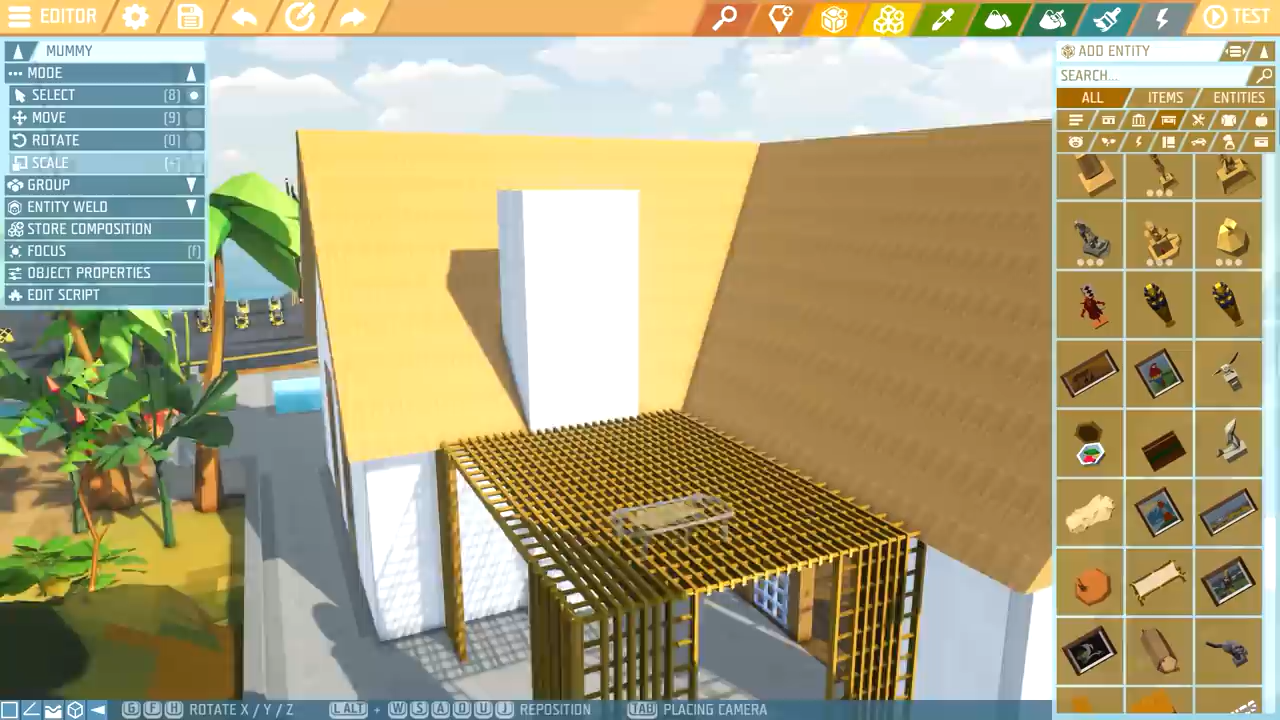 EDITOR
TEST
MUMMY
MODE
SELECT [8]
MOVE [9]
ROTATE [0]
SCALE [+]
GROUP
ENTITY WELD
STORE COMPOSITION
FOCUS [f]
OBJECT PROPERTIES
EDIT SCRIPT
ADD ENTITY
SEARCH...
ALL ITEMS ENTITIES
G F H ROTATE X / Y / Z L ALT + W S A D U J REPOSITION TAB PLACING CAMERA